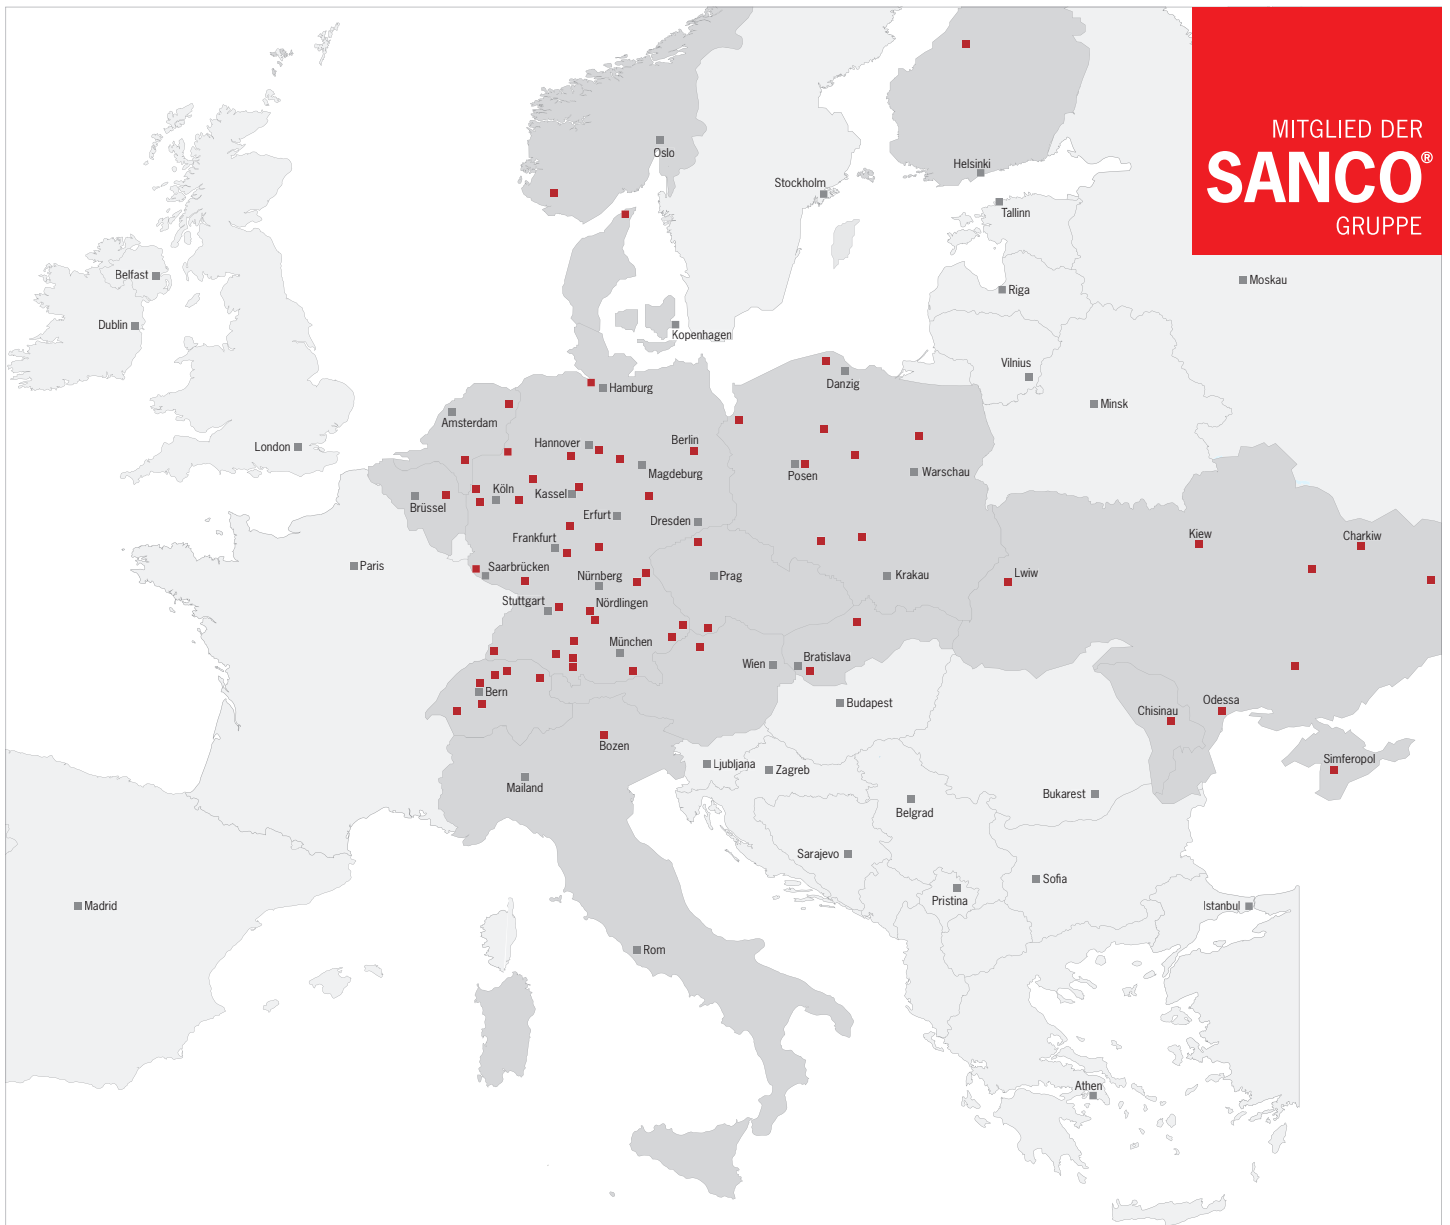 MITGLIED DER
SANCO®
GRUPPE
Oslo
Helsinki
Stockholm
Tallinn
Belfast
Moskau
Riga
Dublin
Kopenhagen
Vilnius
Danzig
Hamburg
Minsk
Amsterdam
Hannover
Berlin
London
Magdeburg
Posen
Warschau
Köln
Kassel
Brüssel
Erfurt
Dresden
Kiew
Charkiw
Frankfurt
Paris
Saarbrücken
Nürnberg
Prag
Krakau
Lwiw
Stuttgart
Nördlingen
München
Wien
Bratislava
Bern
Budapest
Odessa
Chisinau
Bozen
Simferopol
Ljubljana
Zagreb
Mailand
Bukarest
Belgrad
Sarajevo
Sofia
Pristina
Madrid
Istanbul
Rom
Athen